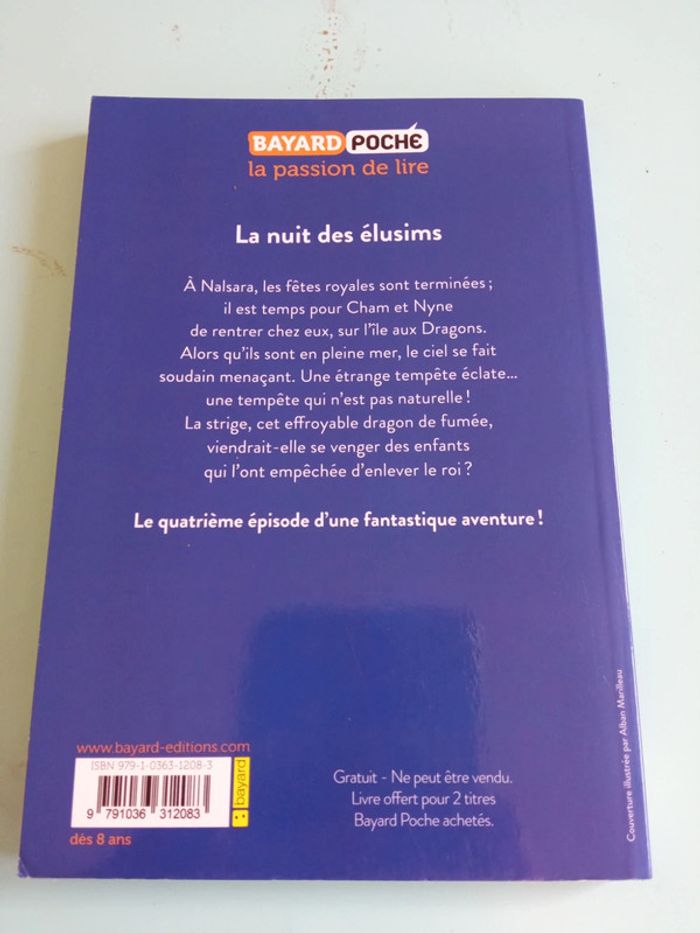 BAYARD POCHE
la passion de lire
La nuit des élusims
À Nalsara, les fêtes royales sont terminées ;
il est temps pour Cham et Nyne
de rentrer chez eux, sur l'île aux Dragons.
Alors qu'ils sont en pleine mer, le ciel se fait
soudain menaçant. Une étrange tempête éclate...
une tempête qui n'est pas naturelle !
La strige, cet effroyable dragon de fumée,
viendrait-elle se venger des enfants
qui l'ont empêchée d'enlever le roi ?
Le quatrième épisode d'une fantastique aventure !
www.bayard-editions.com
ISBN 979-1-0363-1208-3
9 791036 312083
bayard
dès 8 ans
Gratuit - Ne peut être vendu.
Livre offert pour 2 titres
Bayard Poche achetés.
Couverture illustrée par Alban Marilleau